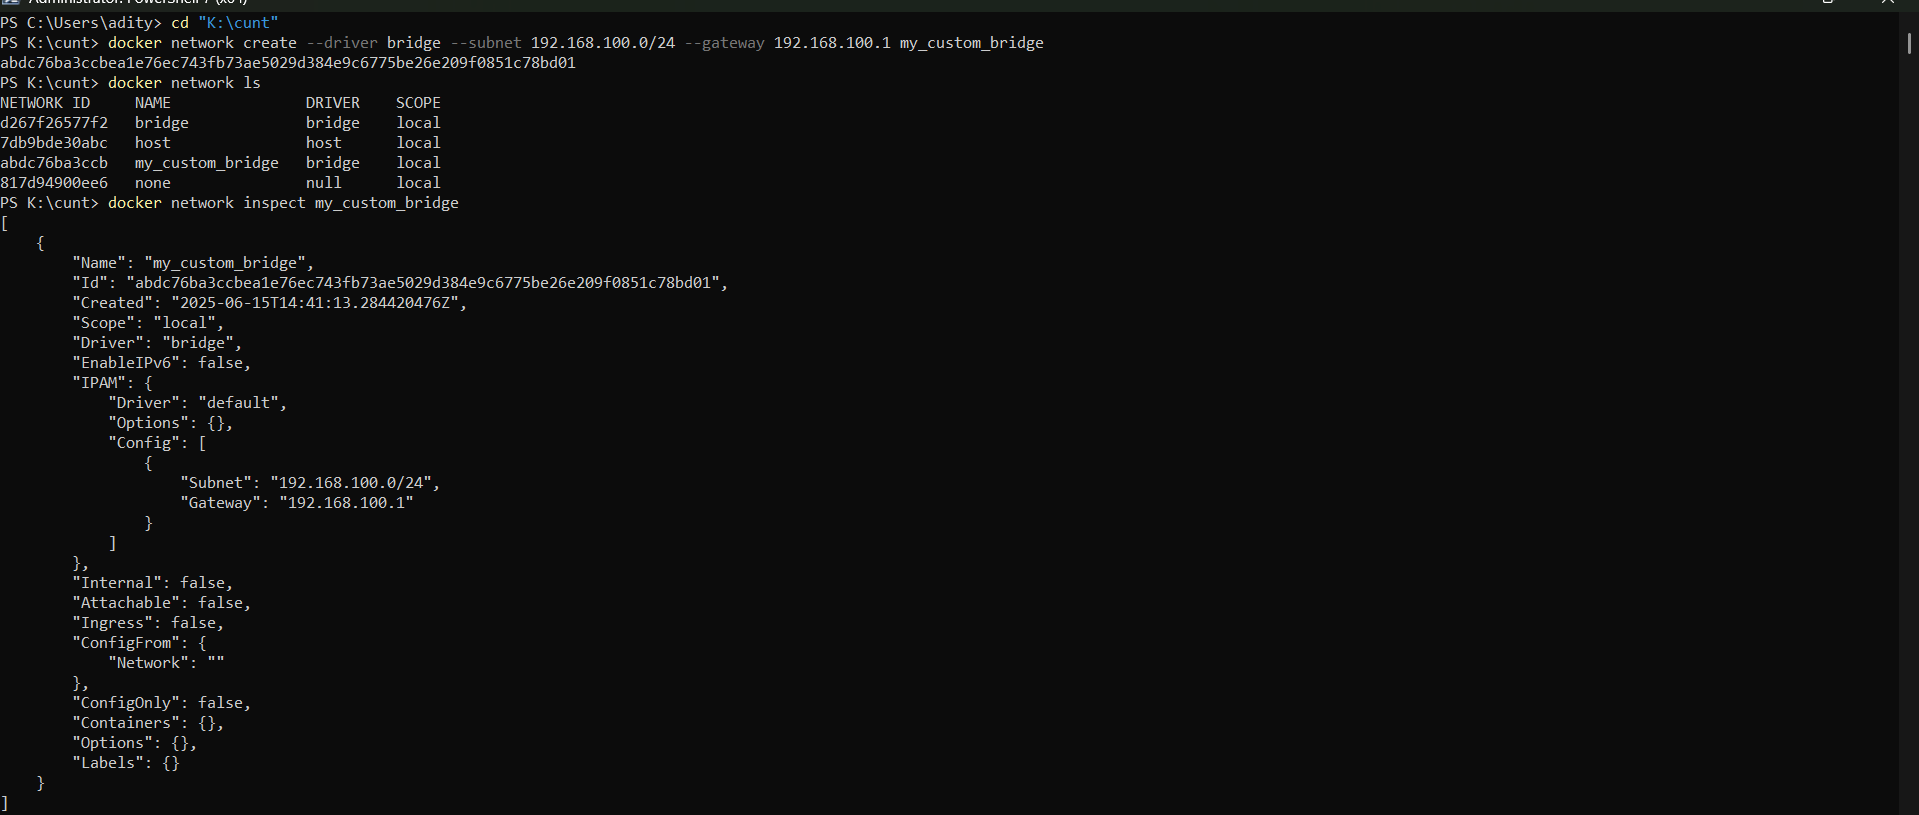 Administrator: PowerShell 7 (x64)
PS C:\Users\adity> cd "K:\cunt"
PS K:\cunt> docker network create --driver bridge --subnet 192.168.100.0/24 --gateway 192.168.100.1 my_custom_bridge
abdc76ba3ccbea1e76ec743fb73ae5029d384e9c6775be26e209f0851c78bd01
PS K:\cunt> docker network ls
NETWORK ID     NAME               DRIVER    SCOPE
d267f26577f2   bridge             bridge    local
7db9bde30abc   host               host      local
abdc76ba3ccb   my_custom_bridge   bridge    local
817d94900ee6   none               null      local
PS K:\cunt> docker network inspect my_custom_bridge
[
    {
        "Name": "my_custom_bridge",
        "Id": "abdc76ba3ccbea1e76ec743fb73ae5029d384e9c6775be26e209f0851c78bd01",
        "Created": "2025-06-15T14:41:13.284420476Z",
        "Scope": "local",
        "Driver": "bridge",
        "EnableIPv6": false,
        "IPAM": {
            "Driver": "default",
            "Options": {},
            "Config": [
                {
                    "Subnet": "192.168.100.0/24",
                    "Gateway": "192.168.100.1"
                }
            ]
        },
        "Internal": false,
        "Attachable": false,
        "Ingress": false,
        "ConfigFrom": {
            "Network": ""
        },
        "ConfigOnly": false,
        "Containers": {},
        "Options": {},
        "Labels": {}
    }
]